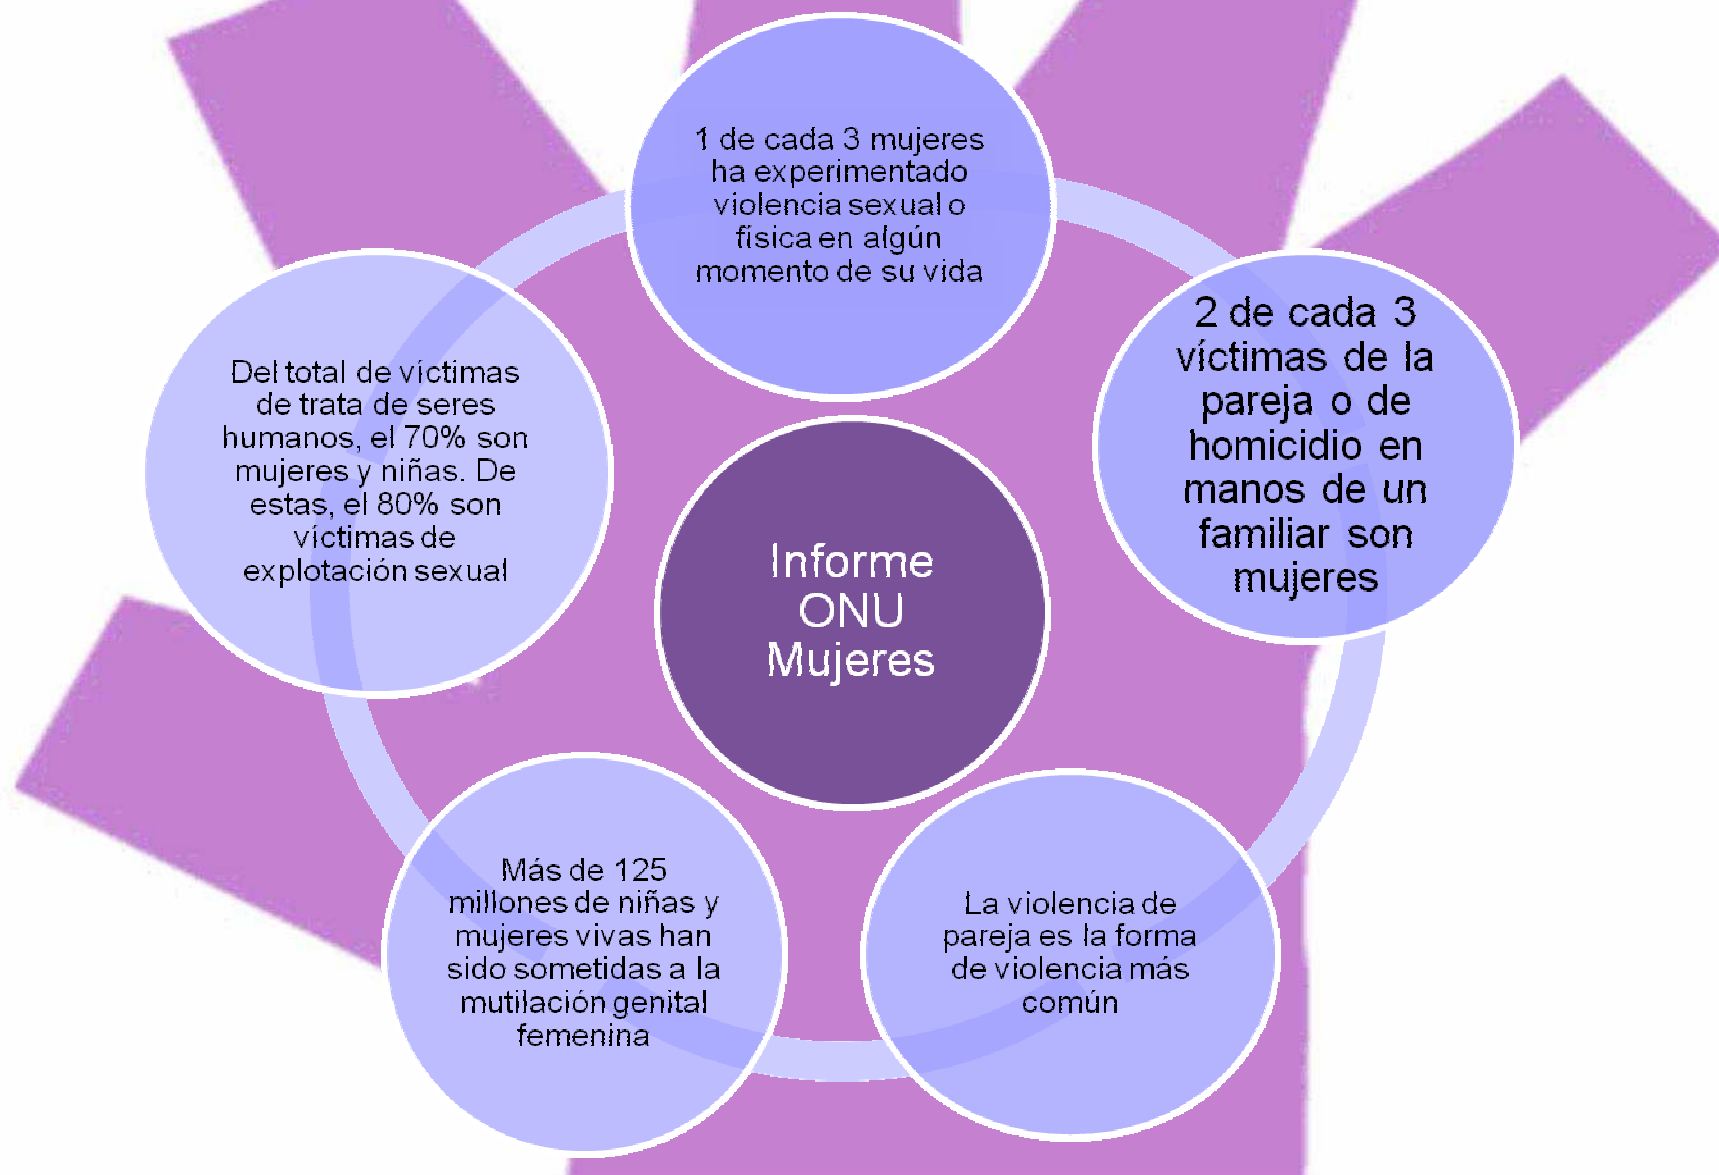 1 de cada 3 mujeres
ha experimentado
violencia sexual o
física en algún
momento de su vida
2 de cada 3
víctimas de la
pareja o de
homicidio en
manos de un
familiar son
mujeres
La violencia de
pareja es la forma
de violencia más
común
Más de 125
millones de niñas y
mujeres vivas han
sido sometidas a la
mutilación genital
femenina
Del total de víctimas
de trata de seres
humanos, el 70% son
mujeres y niñas. De
estas, el 80% son
víctimas de
explotación sexual
Informe
ONU
Mujeres